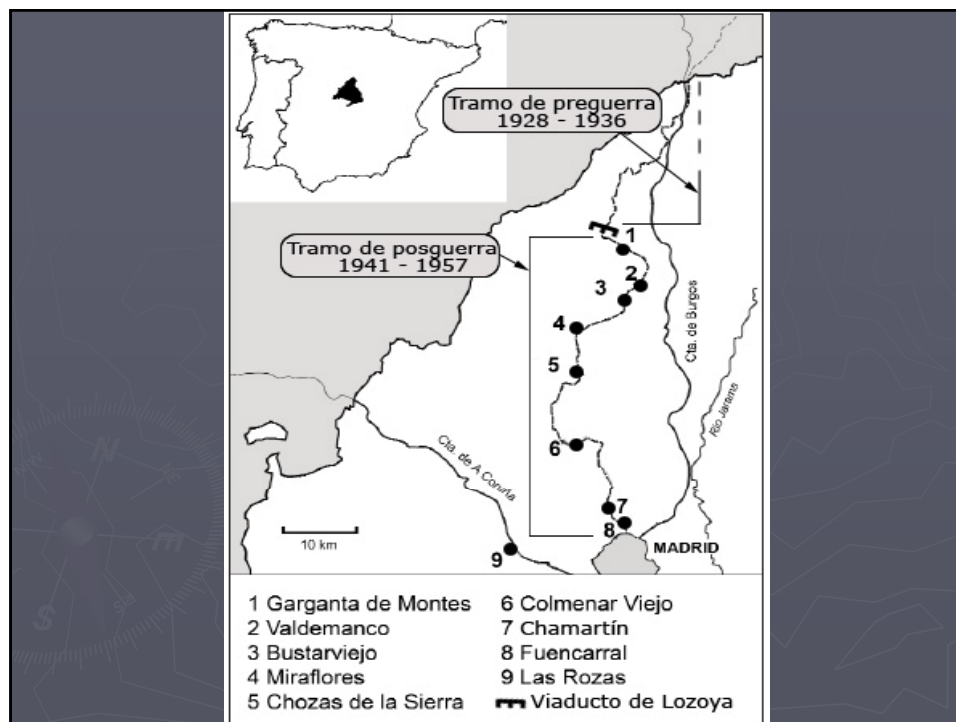 Tramo de preguerra
1928 - 1936
1
Tramo de posguerra
1941 - 1957
2
3
Cta. de Burgos
4
5
Río Jarama
6
Cta. de A Coruña
7
10 km
8
MADRID
9
1 Garganta de Montes
2 Valdemanco
3 Bustarviejo
4 Miraflores
5 Chozas de la Sierra
6 Colmenar Viejo
7 Chamartín
8 Fuencarral
9 Las Rozas
Viaducto de Lozoya
N
E
S